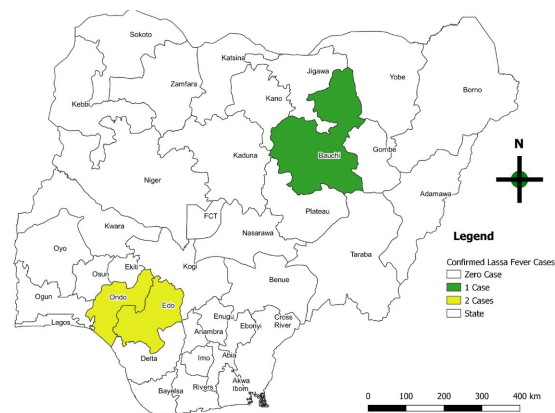 Sokoto
Katsina
Jigawa
Yobe
Borno
Zamfara
Kano
Kebbi
Kaduna
Bauchi
Gombe
Adamawa
Niger
Plateau
FCT
Kwara
Nasarawa
Taraba
Oyo
Osun
Ekiti
Kogi
Benue
Ogun
Ondo
Edo
Lagos
Enugu
Anambra
Ebonyi
Cross
River
Delta
Imo
Abia
Bayelsa
Rivers
Akwa
Ibom
N
Legend
Confirmed Lassa Fever Cases
Zero Case
1 Case
2 Cases
State
0 100 200 300 400 km